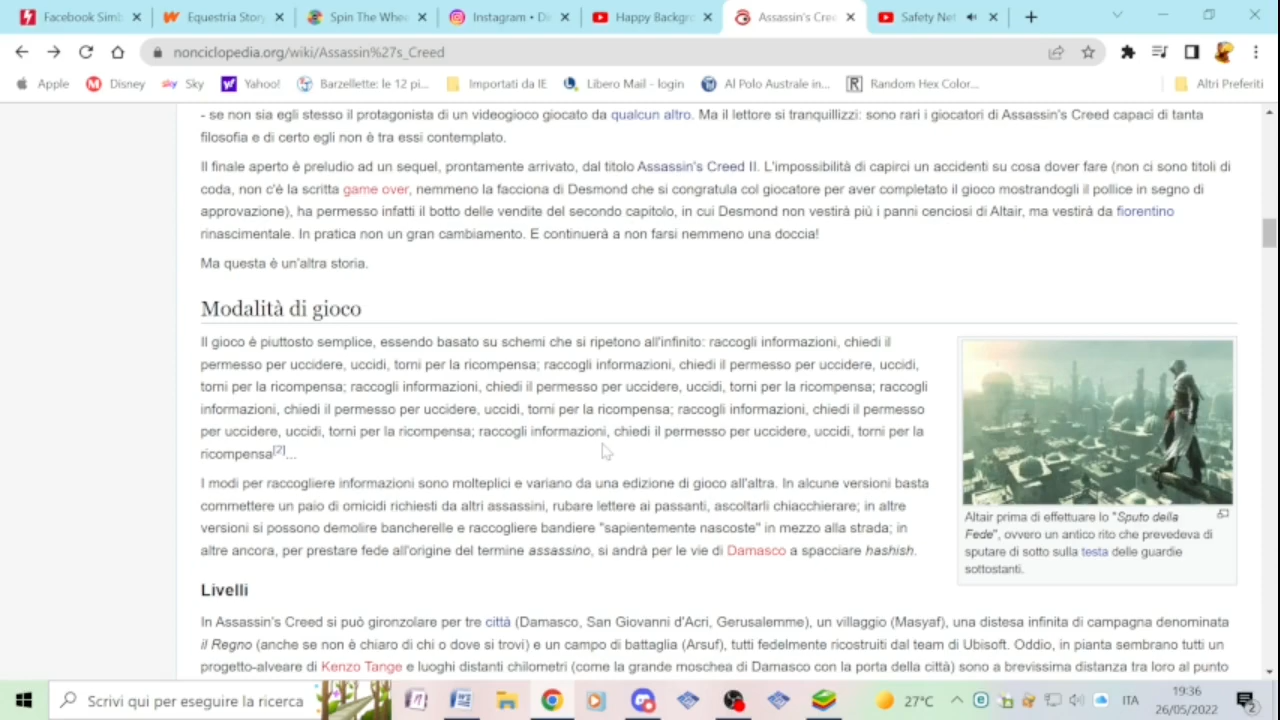 Facebook Simb
Equestria Story
Spin The Whee
Instagram • Di
Happy Backgro
Assassin's Cree
Safety Net
nonciclopedia.org/wiki/Assassin%27s_Creed
Apple
Disney
Sky
Yahoo!
Barzellette: le 12 pi...
Importati da IE
Libero Mail - login
Al Polo Australe in...
Random Hex Color...
Altri Preferiti
- se non sia egli stesso il protagonista di un videogioco giocato da qualcun altro. Ma il lettore si tranquillizzi: sono rari i giocatori di Assassin's Creed capaci di tanta
filosofia e di certo egli non è tra essi contemplato.
Il finale aperto è preludio ad un sequel, prontamente arrivato, dal titolo Assassin's Creed II. L'impossibilità di capirci un accidenti su cosa dover fare (non ci sono titoli di
coda, non c'è la scritta game over, nemmeno la facciona di Desmond che si congratula col giocatore per aver completato il gioco mostrandogli il pollice in segno di
approvazione), ha permesso infatti il botto delle vendite del secondo capitolo, in cui Desmond non vestirà più i panni cenciosi di Altair, ma vestirà da fiorentino
rinascimentale. In pratica non un gran cambiamento. E continuerà a non farsi nemmeno una doccia!
Ma questa è un'altra storia.
Modalità di gioco
Il gioco è piuttosto semplice, essendo basato su schemi che si ripetono all'infinito: raccogli informazioni, chiedi il
permesso per uccidere, uccidi, torni per la ricompensa; raccogli informazioni, chiedi il permesso per uccidere, uccidi,
torni per la ricompensa; raccogli informazioni, chiedi il permesso per uccidere, uccidi, torni per la ricompensa; raccogli
informazioni, chiedi il permesso per uccidere, uccidi, torni per la ricompensa; raccogli informazioni, chiedi il permesso
per uccidere, uccidi, torni per la ricompensa; raccogli informazioni, chiedi il permesso per uccidere, uccidi, torni per la
ricompensa[2]...
I modi per raccogliere informazioni sono molteplici e variano da una edizione di gioco all'altra. In alcune versioni basta
commettere un paio di omicidi richiesti da altri assassini, rubare lettere ai passanti, ascoltarli chiacchierare; in altre
versioni si possono demolire bancherelle e raccogliere bandiere "sapientemente nascoste" in mezzo alla strada; in
altre ancora, per prestare fede all'origine del termine assassino, si andrà per le vie di Damasco a spacciare hashish.
Altair prima di effettuare lo "Sputo della
Fede", ovvero un antico rito che prevedeva di
sputare di sotto sulla testa delle guardie
sottostanti.
Livelli
In Assassin's Creed si può gironzolare per tre città (Damasco, San Giovanni d'Acri, Gerusalemme), un villaggio (Masyaf), una distesa infinita di campagna denominata
il Regno (anche se non è chiaro di chi o dove si trovi) e un campo di battaglia (Arsuf), tutti fedelmente ricostruiti dal team di Ubisoft. Oddio, in pianta sembrano tutti un
progetto-alveare di Kenzo Tange e luoghi distanti chilometri (come la grande moschea di Damasco con la porta della città) sono a brevissima distanza tra loro al punto
Scrivi qui per eseguire la ricerca
27°C
ITA
19:36
26/05/2022
2